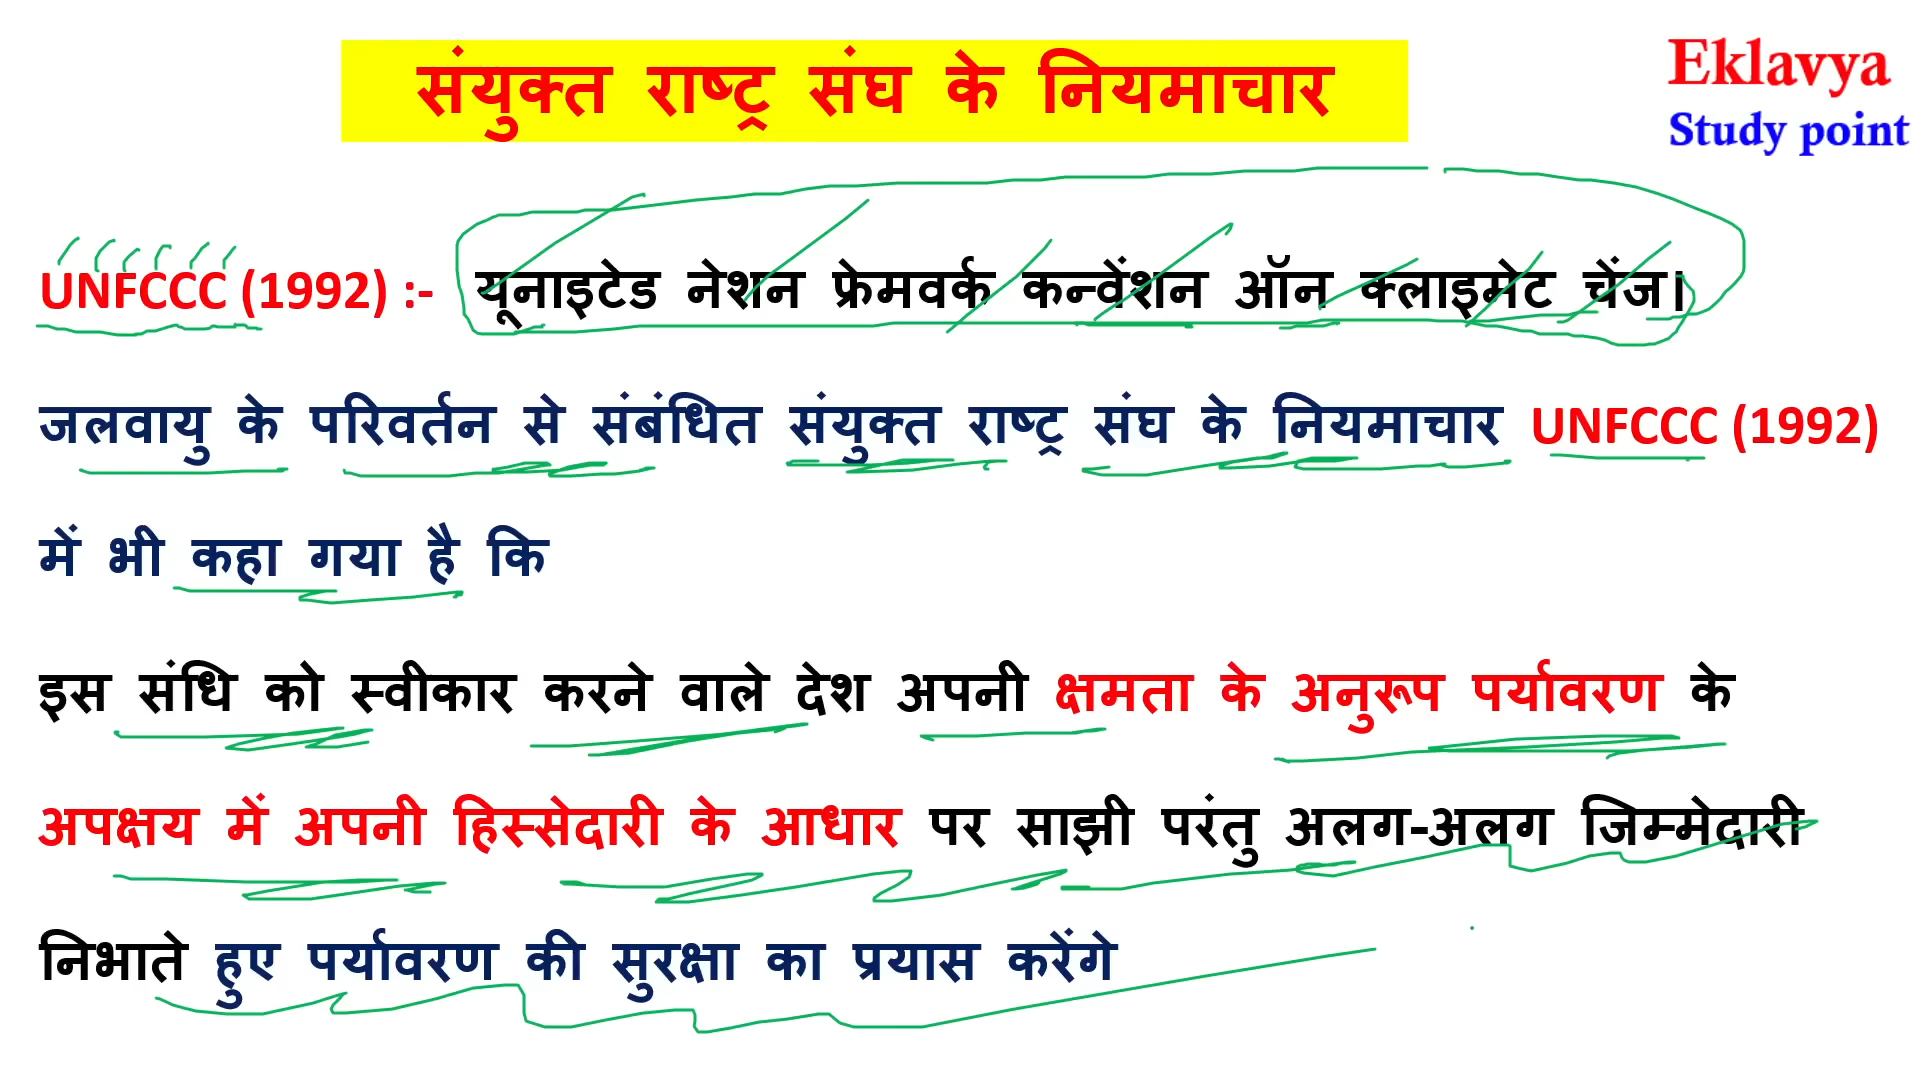 संयुक्त राष्ट्र संघ के नियमाचार
Eklavya
Study point
UNFCCC (1992) :- यूनाइटेड नेशन फ्रेमवर्क कन्वेंशन ऑन क्लाइमेट चेंज।
जलवायु के परिवर्तन से संबंधित संयुक्त राष्ट्र संघ के नियमाचार UNFCCC (1992)
में भी कहा गया है कि
इस संधि को स्वीकार करने वाले देश अपनी क्षमता के अनुरूप पर्यावरण के
अपक्षय में अपनी हिस्सेदारी के आधार पर साझी परंतु अलग-अलग जिम्मेदारी
निभाते हुए पर्यावरण की सुरक्षा का प्रयास करेंगे